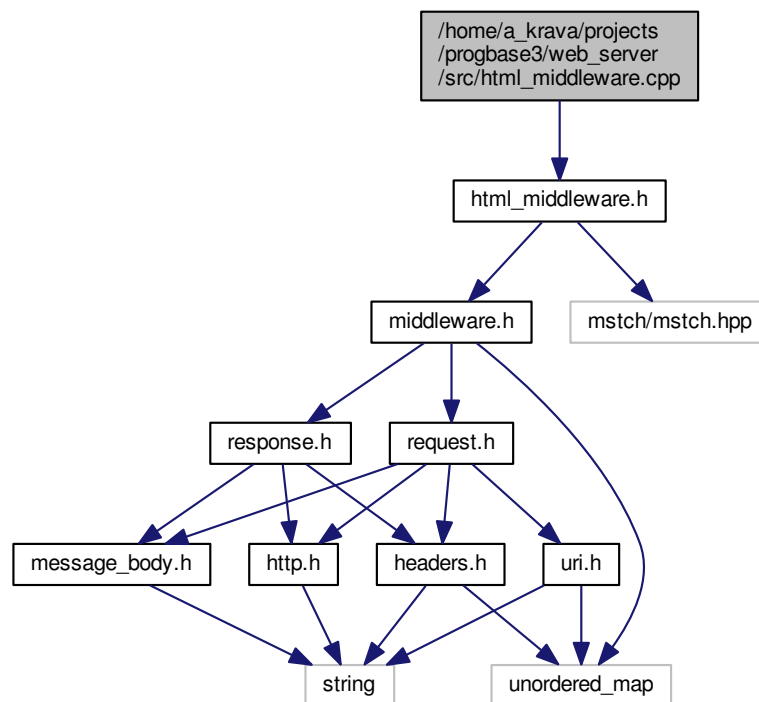 /home/a_krava/projects
/progbase3/web_server
/src/html_middleware.cpp
html_middleware.h
middleware.h
mstch/mstch.hpp
response.h
request.h
message_body.h
http.h
headers.h
uri.h
string
unordered_map